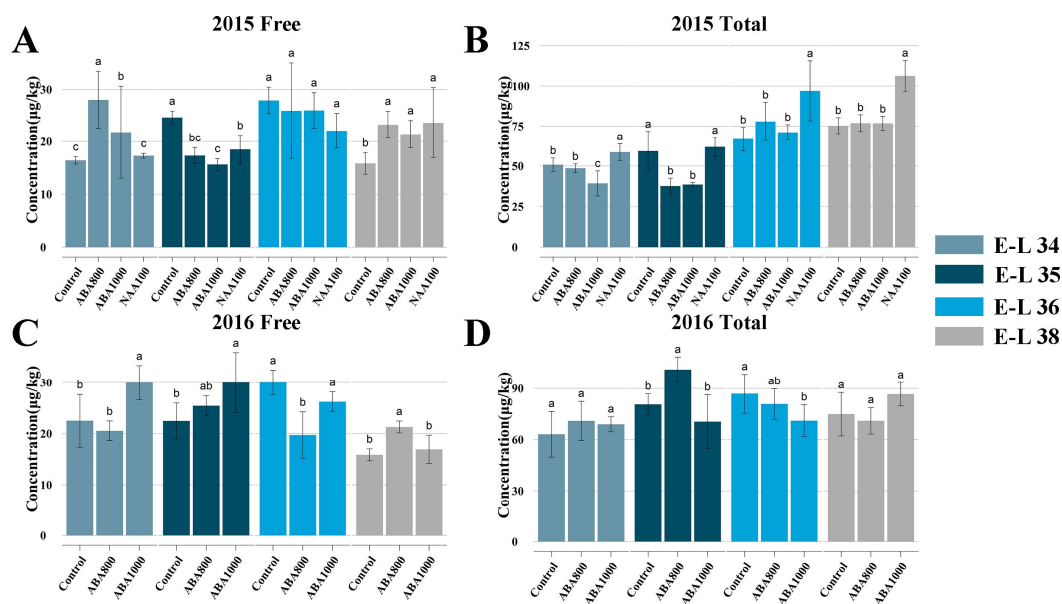 A
2015 Free
Concentration(µg/kg)
30
20
10
0
c
a
b
c
a
bc
c
b
a
a
a
a
b
a
a
a
Control
ABA800
ABA1000
NAA100
Control
ABA800
ABA1000
NAA100
Control
ABA800
ABA1000
NAA100
Control
ABA800
ABA1000
NAA100
B
2015 Total
Concentration(µg/kg)
125
100
75
50
25
0
b
b
c
a
a
b
b
a
b
b
b
a
b
b
b
a
Control
ABA800
ABA1000
NAA100
Control
ABA800
ABA1000
NAA100
Control
ABA800
ABA1000
NAA100
Control
ABA800
ABA1000
NAA100
C
2016 Free
Concentration(µg/kg)
30
20
10
0
b
b
a
b
ab
a
a
b
a
b
a
b
Control
ABA800
ABA1000
Control
ABA800
ABA1000
Control
ABA800
ABA1000
Control
ABA800
ABA1000
D
2016 Total
Concentration(µg/kg)
90
60
30
0
a
a
a
b
a
b
a
ab
b
a
a
a
Control
ABA800
ABA1000
Control
ABA800
ABA1000
Control
ABA800
ABA1000
Control
ABA800
ABA1000
E-L 34
E-L 35
E-L 36
E-L 38